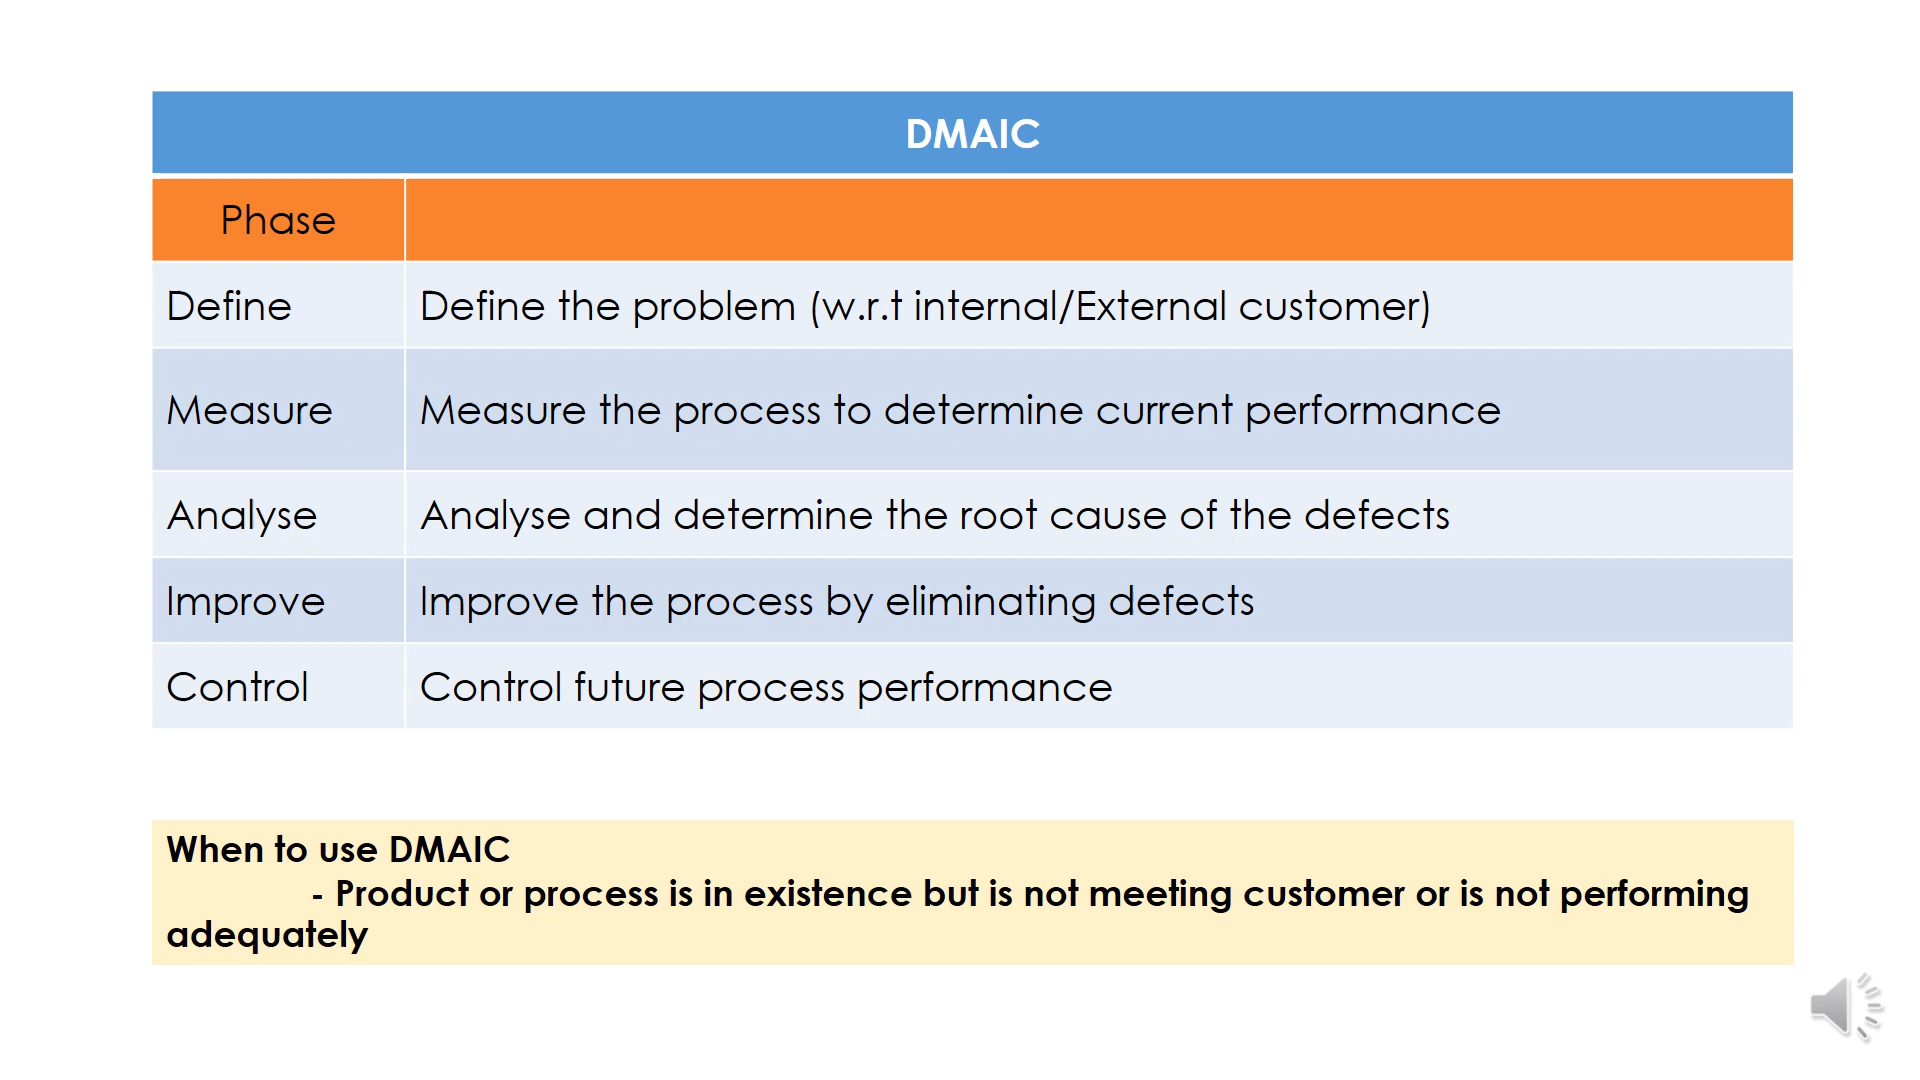 DMAIC
Phase
Define
Define the problem (w.r.t internal/External customer)
Measure
Measure the process to determine current performance
Analyse
Analyse and determine the root cause of the defects
Improve
Improve the process by eliminating defects
Control
Control future process performance
When to use DMAIC
- Product or process is in existence but is not meeting customer or is not performing
adequately